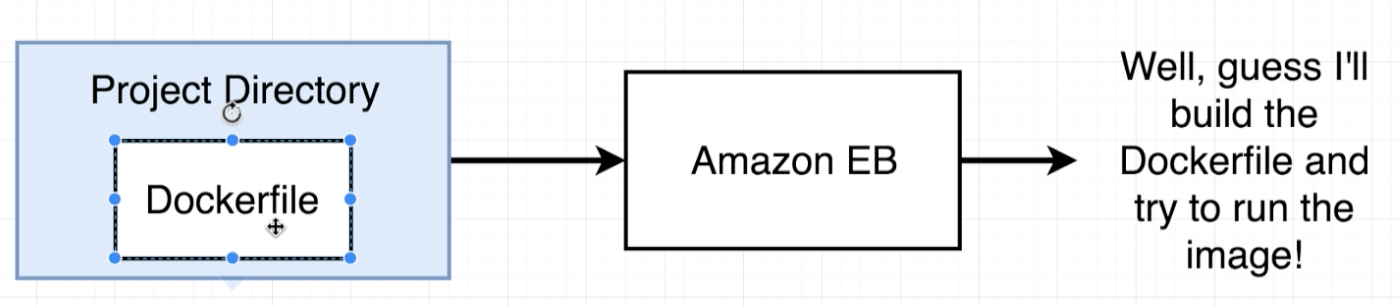 Project Directory
Dockerfile
Amazon EB
Well, guess I'll
build the
Dockerfile and
try to run the
image!